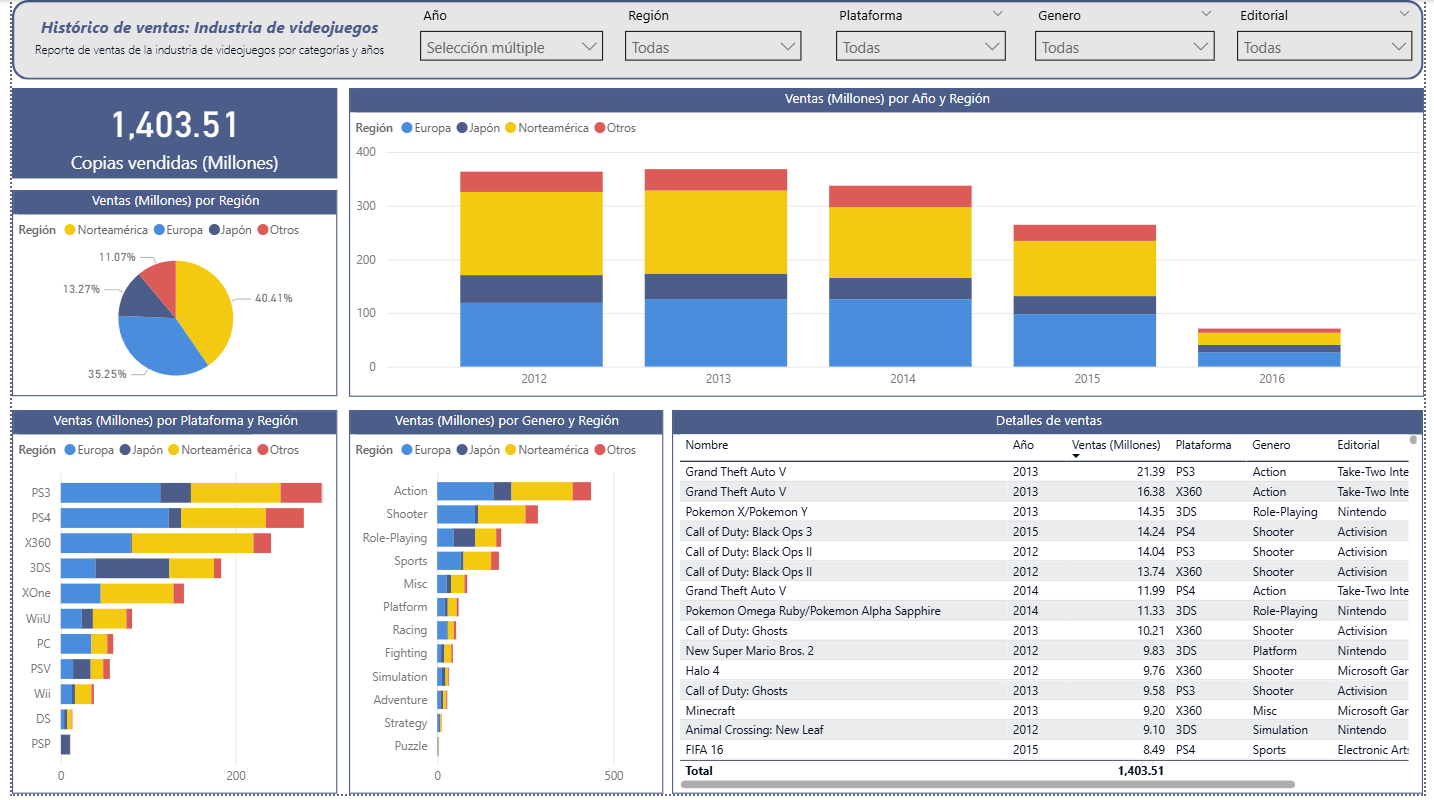 Histórico de ventas: Industria de videojuegos
Reporte de ventas de la industria de videojuegos por categorías y años
Año
Selección múltiple
Región
Todas
Plataforma
Todas
Genero
Todas
Editorial
Todas
1,403.51
Copias vendidas (Millones)
Ventas (Millones) por Región
Región Norteamérica Europa Japón Otros
11.07%
13.27%
40.41%
35.25%
Ventas (Millones) por Año y Región
Región Europa Japón Norteamérica Otros
400
300
200
100
0
2012 2013 2014 2015 2016
Ventas (Millones) por Plataforma y Región
Región Europa Japón Norteamérica Otros
PS3
PS4
X360
3DS
XOne
WiiU
PC
PSV
Wii
DS
PSP
0 200
Ventas (Millones) por Genero y Región
Región Europa Japón Norteamérica Otros
Action
Shooter
Role-Playing
Sports
Misc
Platform
Racing
Fighting
Simulation
Adventure
Strategy
Puzzle
0 500
Detalles de ventas
Nombre Año Ventas (Millones) Plataforma Genero Editorial
Grand Theft Auto V 2013 21.39 PS3 Action Take-Two Inte
Grand Theft Auto V 2013 16.38 X360 Action Take-Two Inte
Pokemon X/Pokemon Y 2013 14.35 3DS Role-Playing Nintendo
Call of Duty: Black Ops 3 2015 14.24 PS4 Shooter Activision
Call of Duty: Black Ops II 2012 14.04 PS3 Shooter Activision
Call of Duty: Black Ops II 2012 13.74 X360 Shooter Activision
Grand Theft Auto V 2014 11.99 PS4 Action Take-Two Inte
Pokemon Omega Ruby/Pokemon Alpha Sapphire 2014 11.33 3DS Role-Playing Nintendo
Call of Duty: Ghosts 2013 10.21 X360 Shooter Activision
New Super Mario Bros. 2 2012 9.83 3DS Platform Nintendo
Halo 4 2012 9.76 X360 Shooter Microsoft Gar
Call of Duty: Ghosts 2013 9.58 PS3 Shooter Activision
Minecraft 2013 9.20 X360 Misc Microsoft Gar
Animal Crossing: New Leaf 2012 9.10 3DS Simulation Nintendo
FIFA 16 2015 8.49 PS4 Sports Electronic Arts
Total 1,403.51